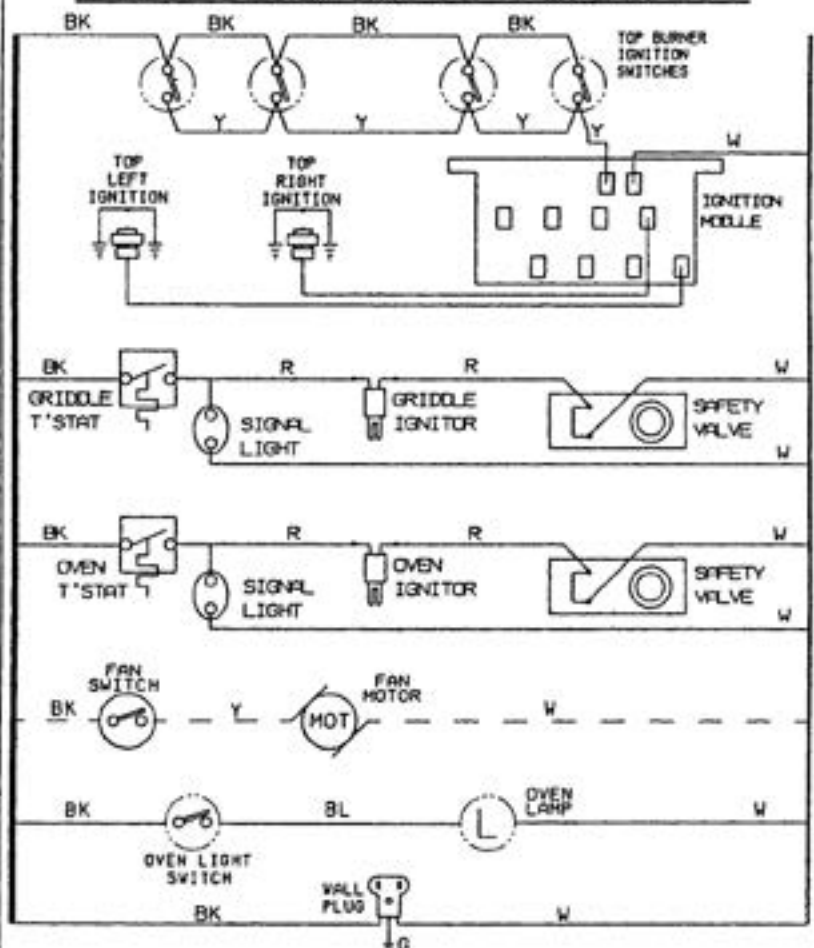 BK BK BK BK
TOP BURNER
IGNITION
SWITCHES
Y Y Y Y
W
TOP
LEFT
IGNITION
TOP
RIGHT
IGNITION
IGNITION
MODULE
BK R R W
GRIDDLE
T'STAT
SIGNAL
LIGHT
GRIDDLE
IGNITOR
SAFETY
VALVE
W
BK R R W
OVEN
T'STAT
SIGNAL
LIGHT
OVEN
IGNITOR
SAFETY
VALVE
W
FAN
SWITCH
FAN
MOTOR
BK Y MOT W
BK BL L OVEN
LAMP
W
OVEN LIGHT
SWITCH
WALL
PLUG
BK W
G